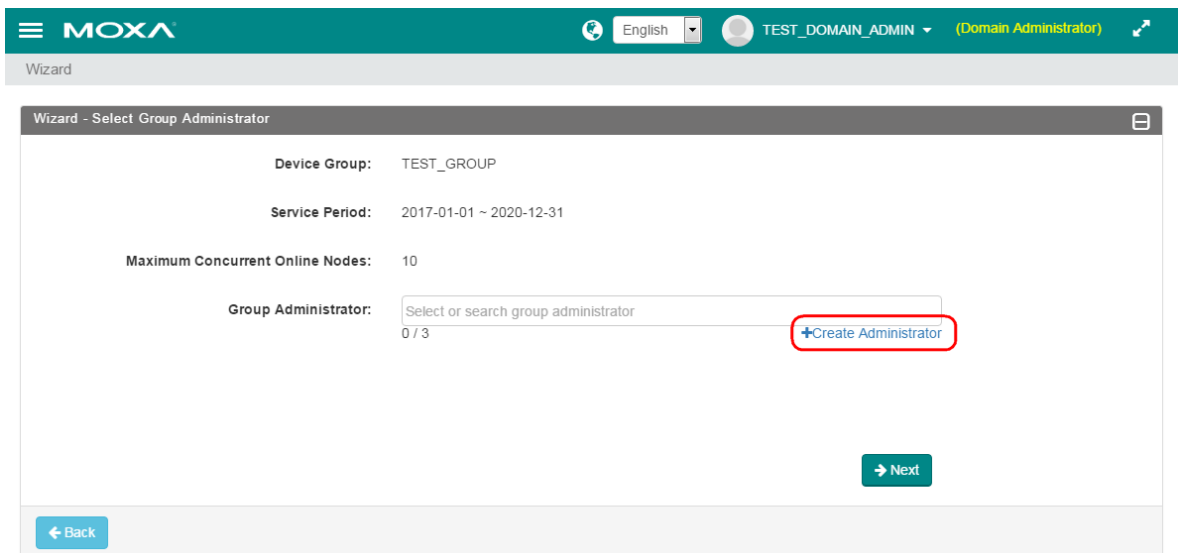 MOXA
English
TEST_DOMAIN_ADMIN
(Domain Administrator)
Wizard
Wizard - Select Group Administrator
Device Group: TEST_GROUP
Service Period: 2017-01-01 ~ 2020-12-31
Maximum Concurrent Online Nodes: 10
Group Administrator: Select or search group administrator
0 / 3
+Create Administrator
Next
Back